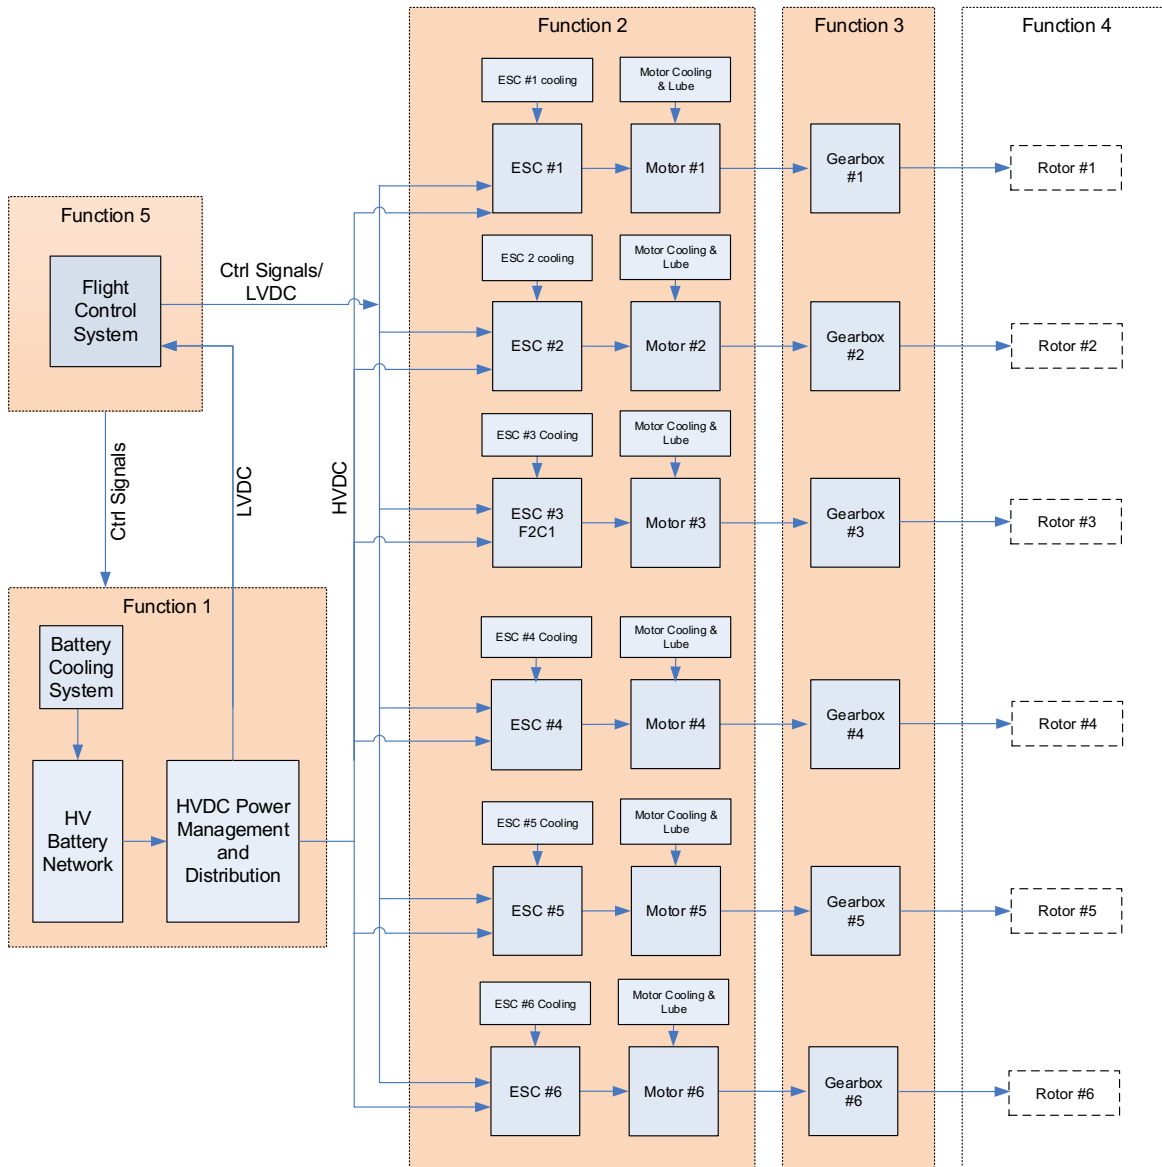 Function 2
Function 3
Function 4
ESC #1 cooling
Motor Cooling
& Lube
ESC #1
Motor #1
Gearbox
#1
Rotor #1
Function 5
Flight
Control
System
Ctrl Signals/
LVDC
ESC 2 cooling
Motor Cooling &
Lube
ESC #2
Motor #2
Gearbox
#2
Rotor #2
Ctrl Signals
LVDC
HVDC
ESC #3 Cooling
Motor Cooling &
Lube
ESC #3
F2C1
Motor #3
Gearbox
#3
Rotor #3
Function 1
Battery
Cooling
System
HV
Battery
Network
HVDC Power
Management
and
Distribution
ESC #4 Cooling
Motor Cooling &
Lube
ESC #4
Motor #4
Gearbox
#4
Rotor #4
ESC #5 Cooling
Motor Cooling &
Lube
ESC #5
Motor #5
Gearbox
#5
Rotor #5
ESC #6 Cooling
Motor Cooling &
Lube
ESC #6
Motor #6
Gearbox
#6
Rotor #6